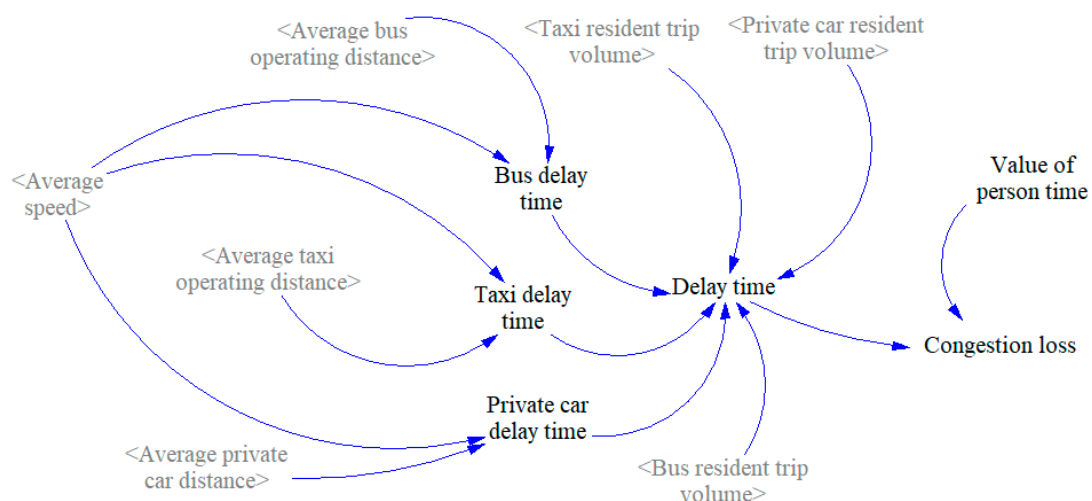 <Average bus
operating distance>
<Taxi resident trip
volume>
<Private car resident
trip volume>
<Average
speed>
Bus delay
time
Value of
person time
<Average taxi
operating distance>
Taxi delay
time
Delay time
Congestion loss
Private car
delay time
<Average private
car distance>
<Bus resident trip
volume>